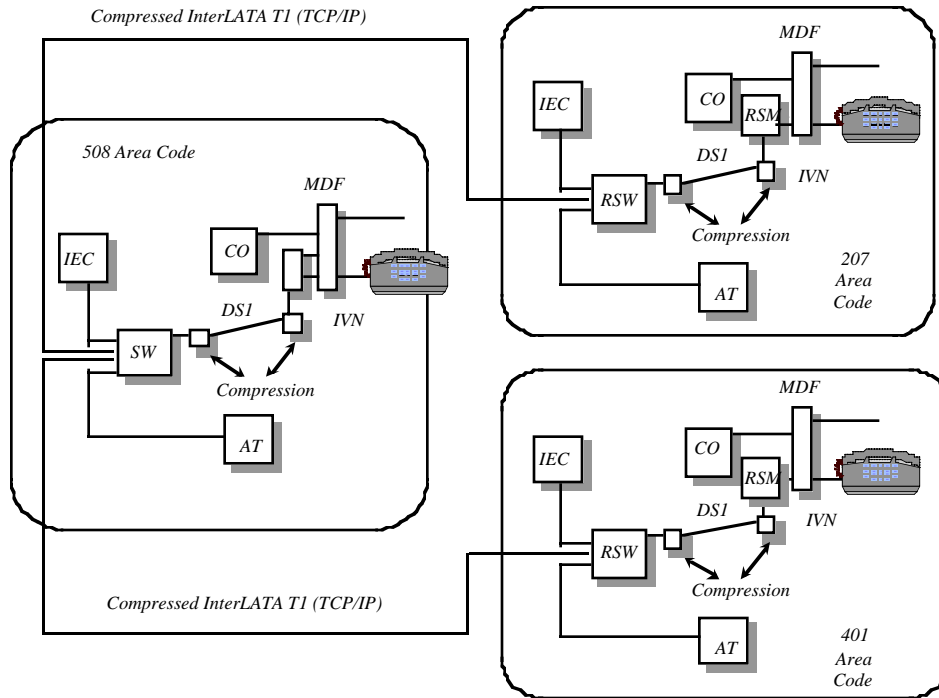 Compressed InterLATA T1 (TCP/IP)
MDF
IEC
CO
RSM
DS1
IVN
RSW
Compression
AT
207
Area
Code
508 Area Code
MDF
IEC
CO
DS1
IVN
SW
Compression
AT
MDF
IEC
CO
RSM
DS1
IVN
RSW
Compression
AT
401
Area
Code
Compressed InterLATA T1 (TCP/IP)